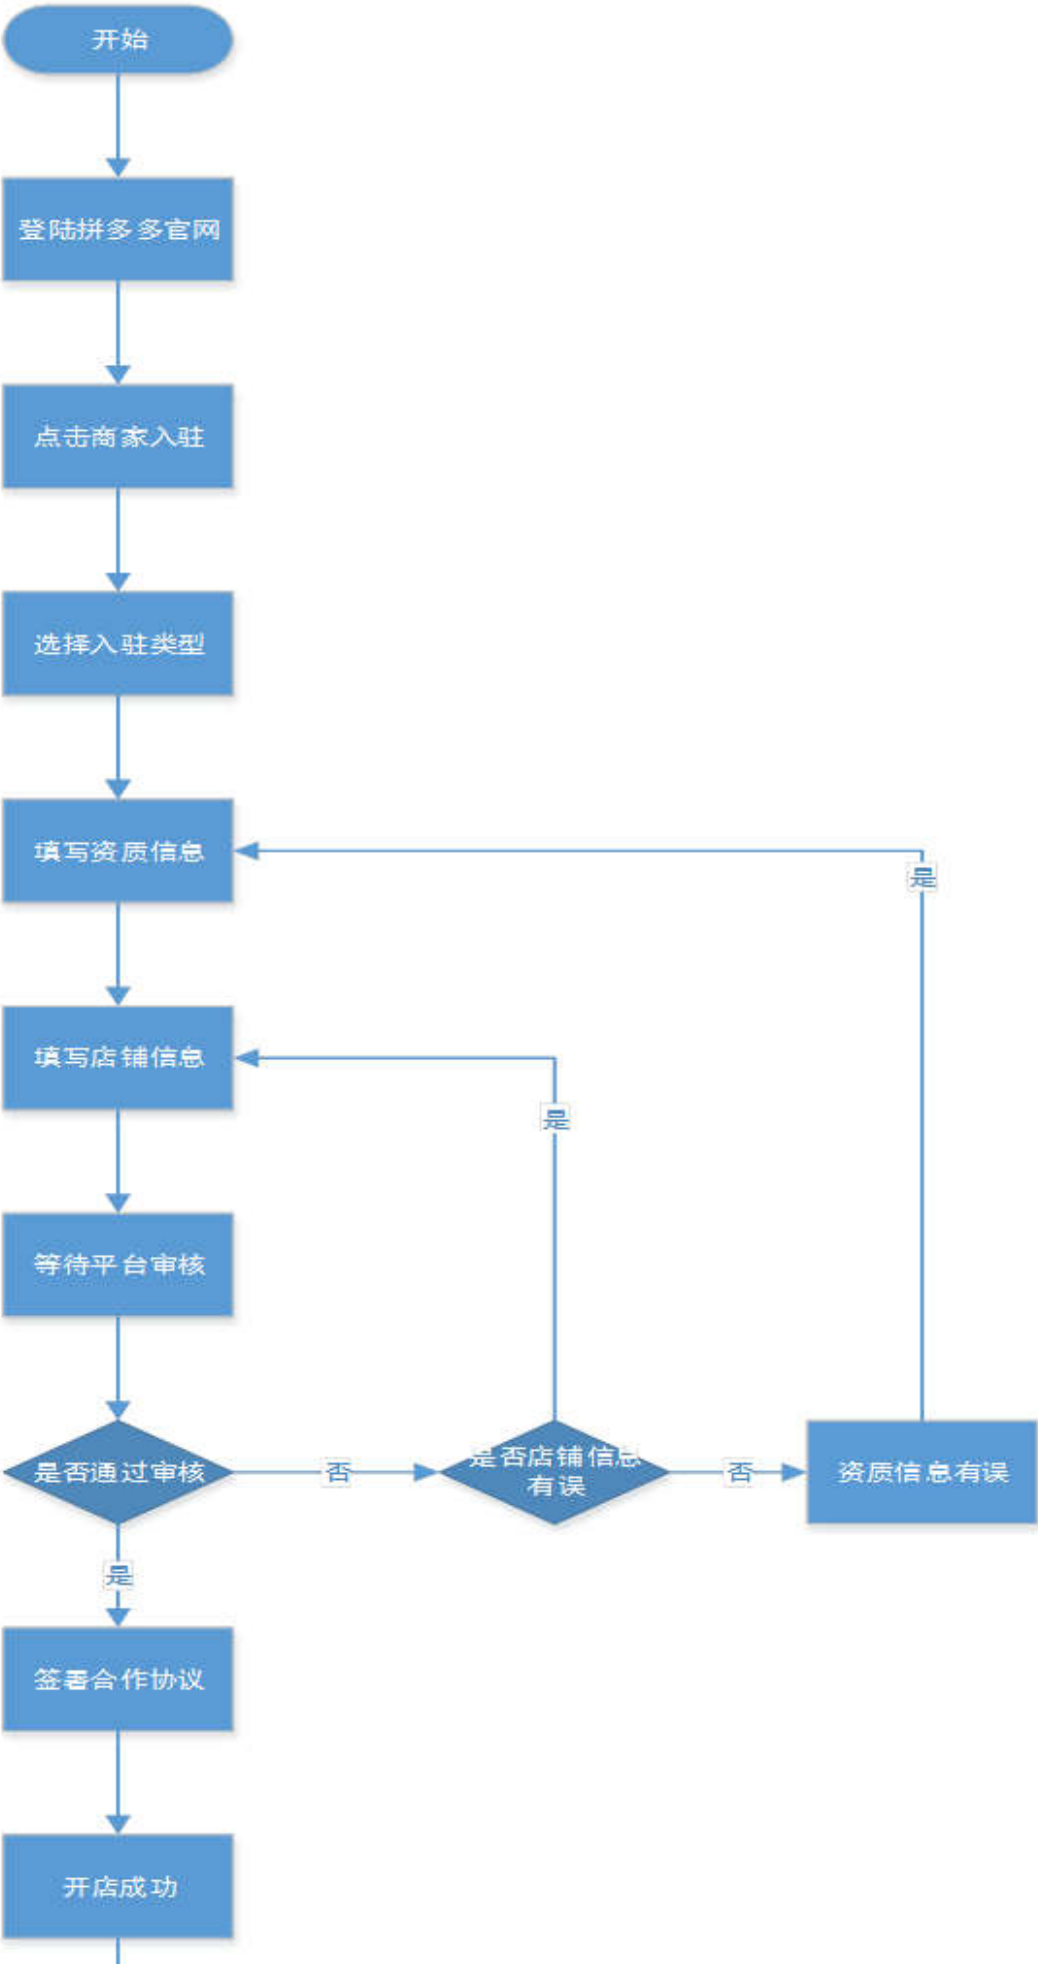 开始
登陆拼多多官网
点击商家入驻
选择入驻类型
填写资质信息
是
填写店铺信息
是
等待平台审核
是否通过审核
否
是否店铺信息
有误
否
资质信息有误
是
签署合作协议
开店成功